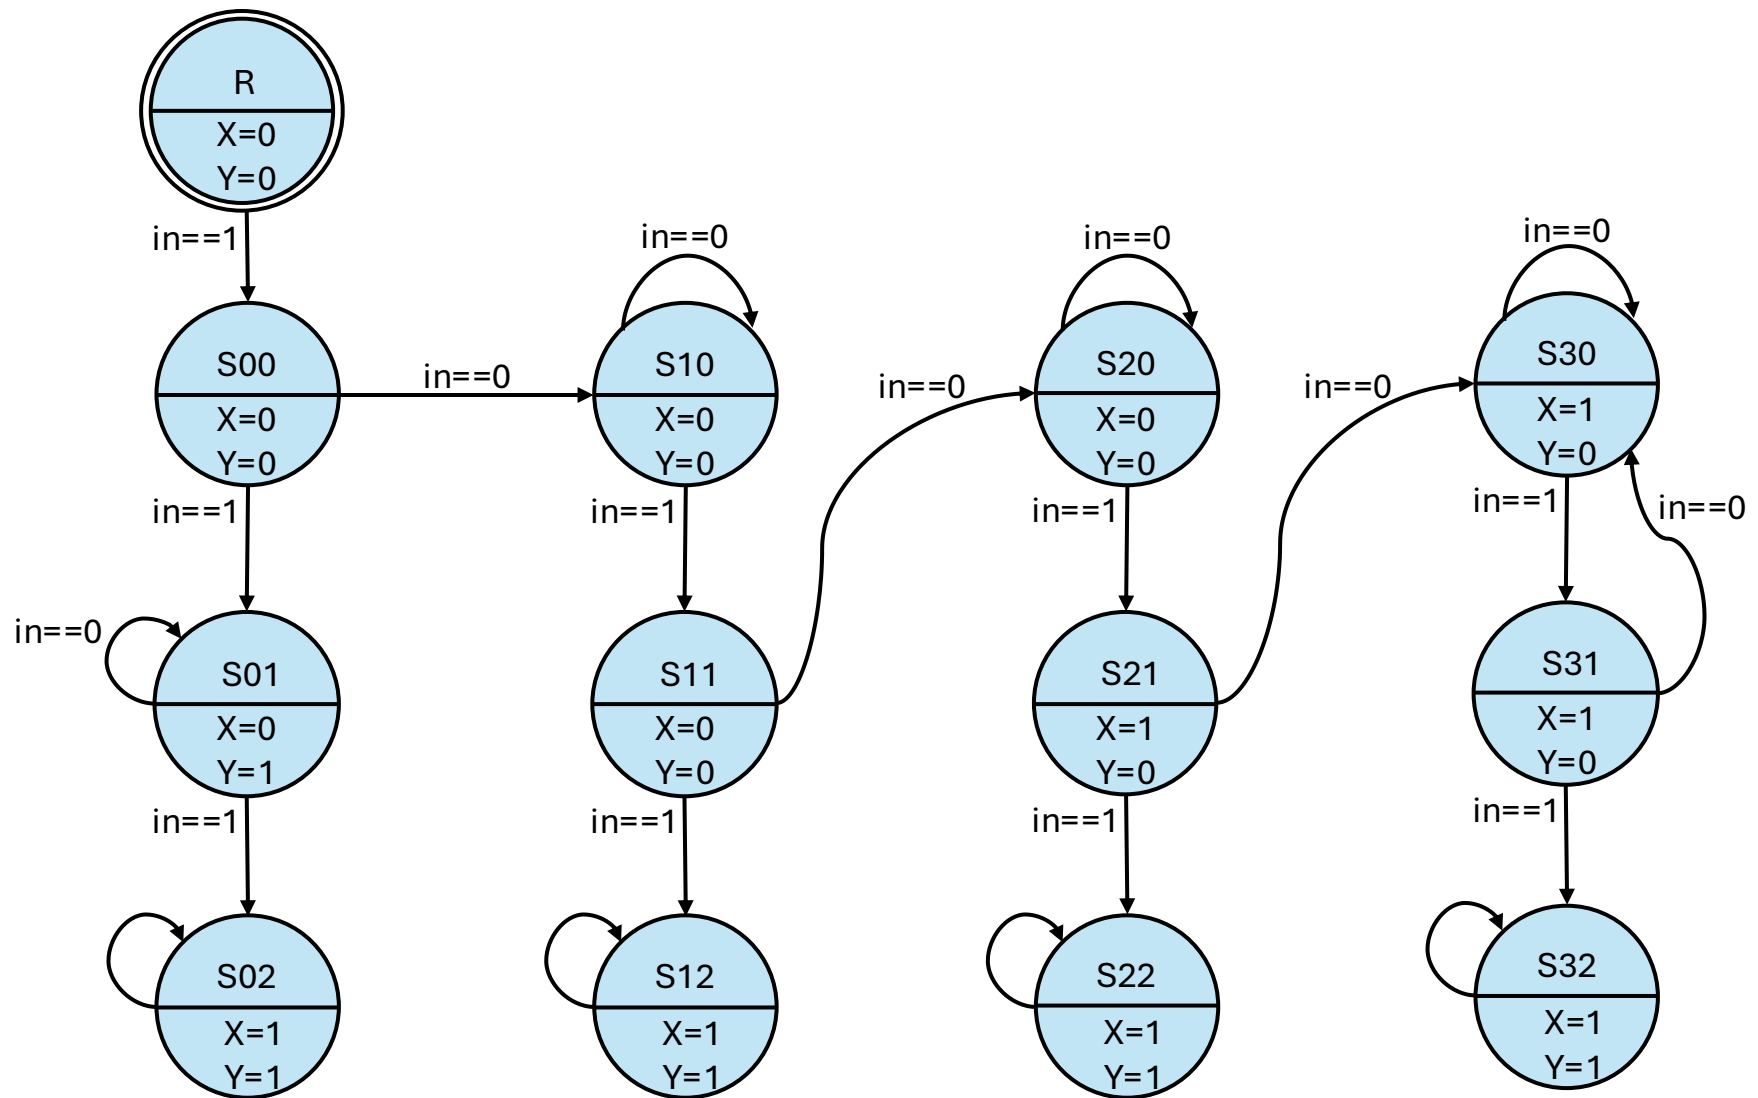 R
X=0
Y=0
in==1
in==0
in==0
in==0
S00
X=0
Y=0
in==0
S10
X=0
Y=0
in==0
S20
X=0
Y=0
in==0
S30
X=1
Y=0
in==1
in==1
in==1
in==1
in==0
in==0
S01
X=0
Y=1
S11
X=0
Y=0
S21
X=1
Y=0
S31
X=1
Y=0
in==1
in==1
in==1
in==1
S02
X=1
Y=1
S12
X=1
Y=1
S22
X=1
Y=1
S32
X=1
Y=1